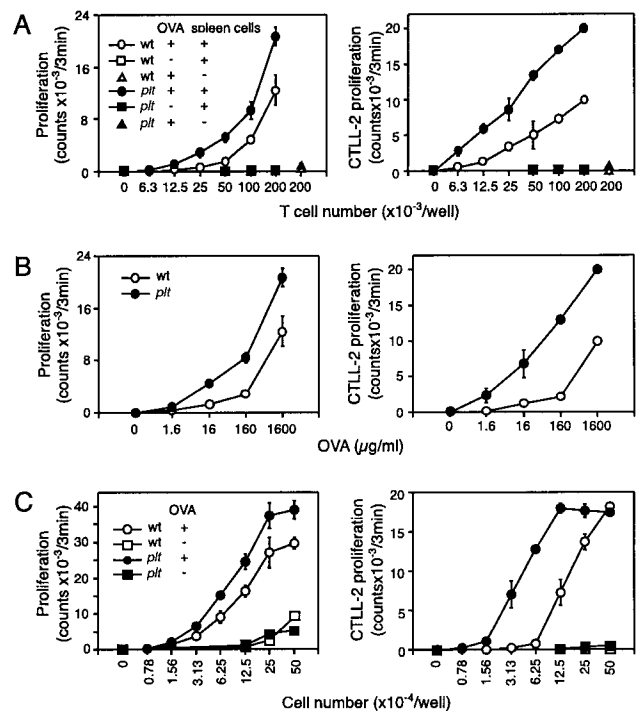 A
Proliferation (counts x10-3/3min)
24
16
8
0
OVA spleen cells
wt + +
wt - +
wt + -
plt + +
plt - +
plt + -
0 6.3 12.5 25 50 100 200 200
CTLL-2 proliferation (countsx10-3/3min)
20
15
10
5
0
0 6.3 12.5 25 50 100 200 200
T cell number (x10-3/well)
B
Proliferation (counts x10-3/3min)
24
16
8
0
wt
plt
0 1.6 16 160 1600
CTLL-2 proliferation (countsx10-3/3min)
20
15
10
5
0
0 1.6 16 160 1600
OVA (µg/ml)
C
Proliferation (counts x10-3/3min)
40
30
20
10
0
OVA
wt +
wt -
plt +
plt -
0 0.78 1.56 3.13 6.25 12.5 25 50
CTLL-2 proliferation (countsx10-3/3min)
20
15
10
5
0
0 0.78 1.56 3.13 6.25 12.5 25 50
Cell number (x10-4/well)